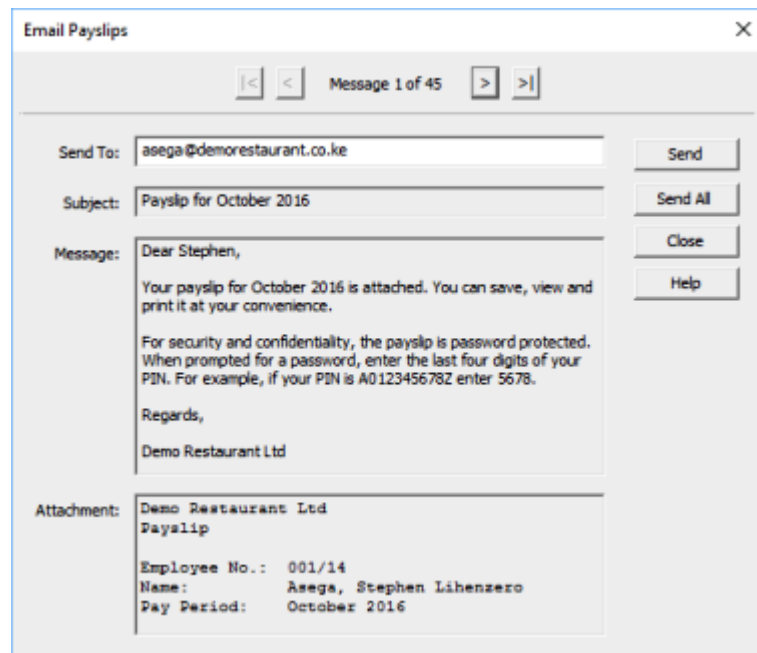 Email Payslips
|< < Message 1 of 45 > >|
Send To: asega@demorestaurant.co.ke Send
Subject: Payslip for October 2016 Send All
Message: Dear Stephen, Close
Your payslip for October 2016 is attached. You can save, view and Help
print it at your convenience.
For security and confidentiality, the payslip is password protected.
When prompted for a password, enter the last four digits of your
PIN. For example, if your PIN is A012345678Z enter 5678.
Regards,
Demo Restaurant Ltd
Attachment: Demo Restaurant Ltd
Payslip
Employee No.: 001/14
Name: Asega, Stephen Lihenzero
Pay Period: October 2016